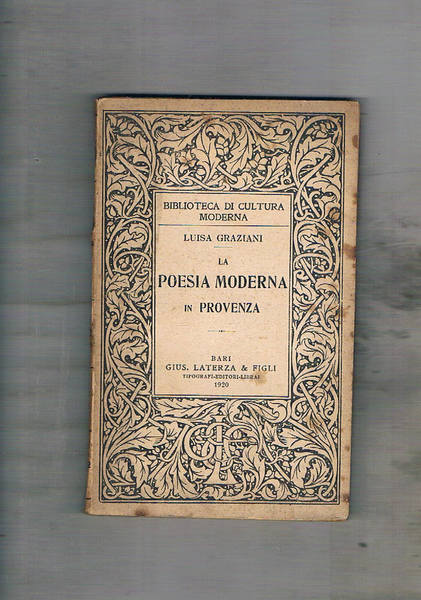 BIBLIOTECA DI CULTURA
MODERNA
LUISA GRAZIANI
LA
POESIA MODERNA
IN PROVENZA
BARI
GIUS. LATERZA & FIGLI
TIPOGRAFI-EDITORI-LIBRAI
1920